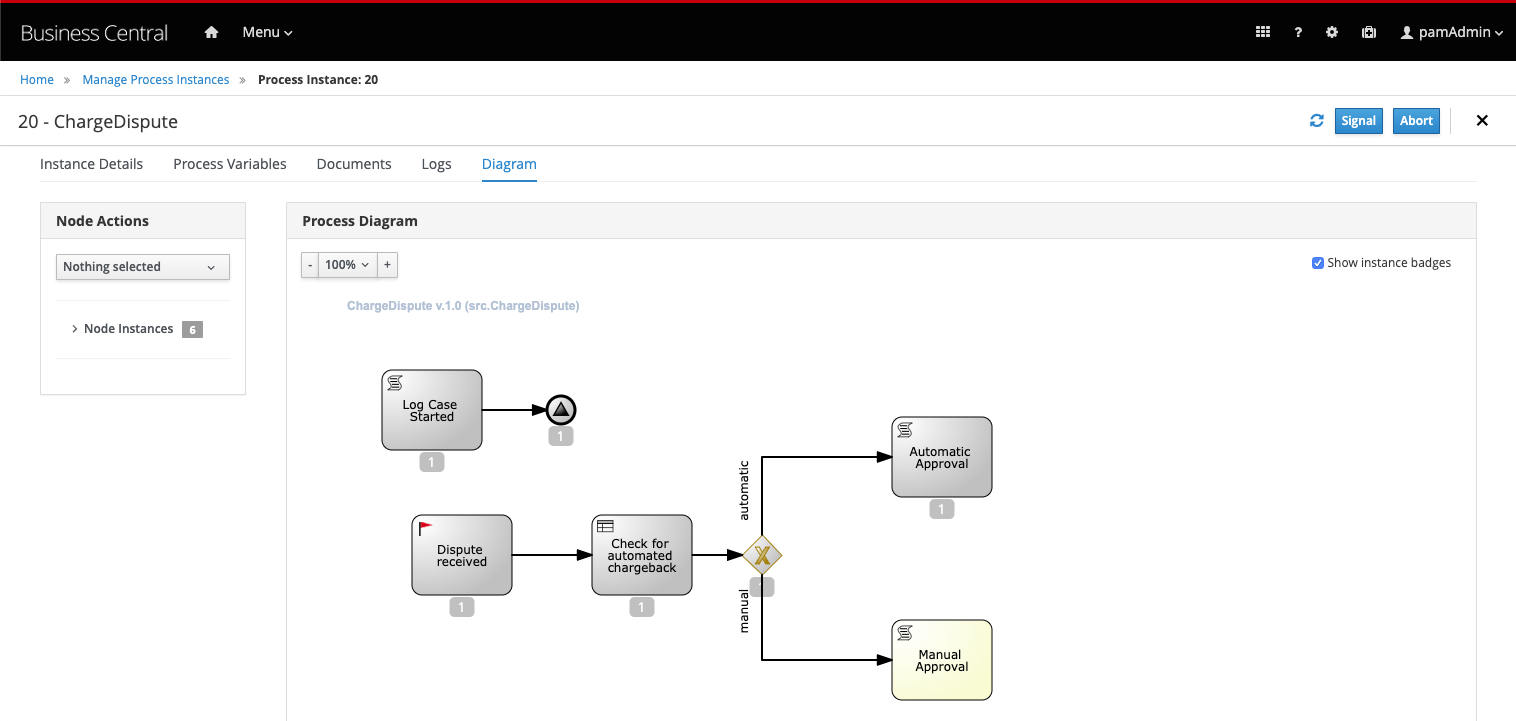 Business Central
Menu
?
pamAdmin
Home » Manage Process Instances » Process Instance: 20
20 - ChargeDispute
Signal
Abort
Instance Details
Process Variables
Documents
Logs
Diagram
Node Actions
Nothing selected
Node Instances 6
Process Diagram
- 100% +
Show instance badges
ChargeDispute v.1.0 (src.ChargeDispute)
Log Case
Started
1
1
Dispute
received
1
Check for
automated
chargeback
1
automatic
X
1
manual
Automatic
Approval
1
Manual
Approval